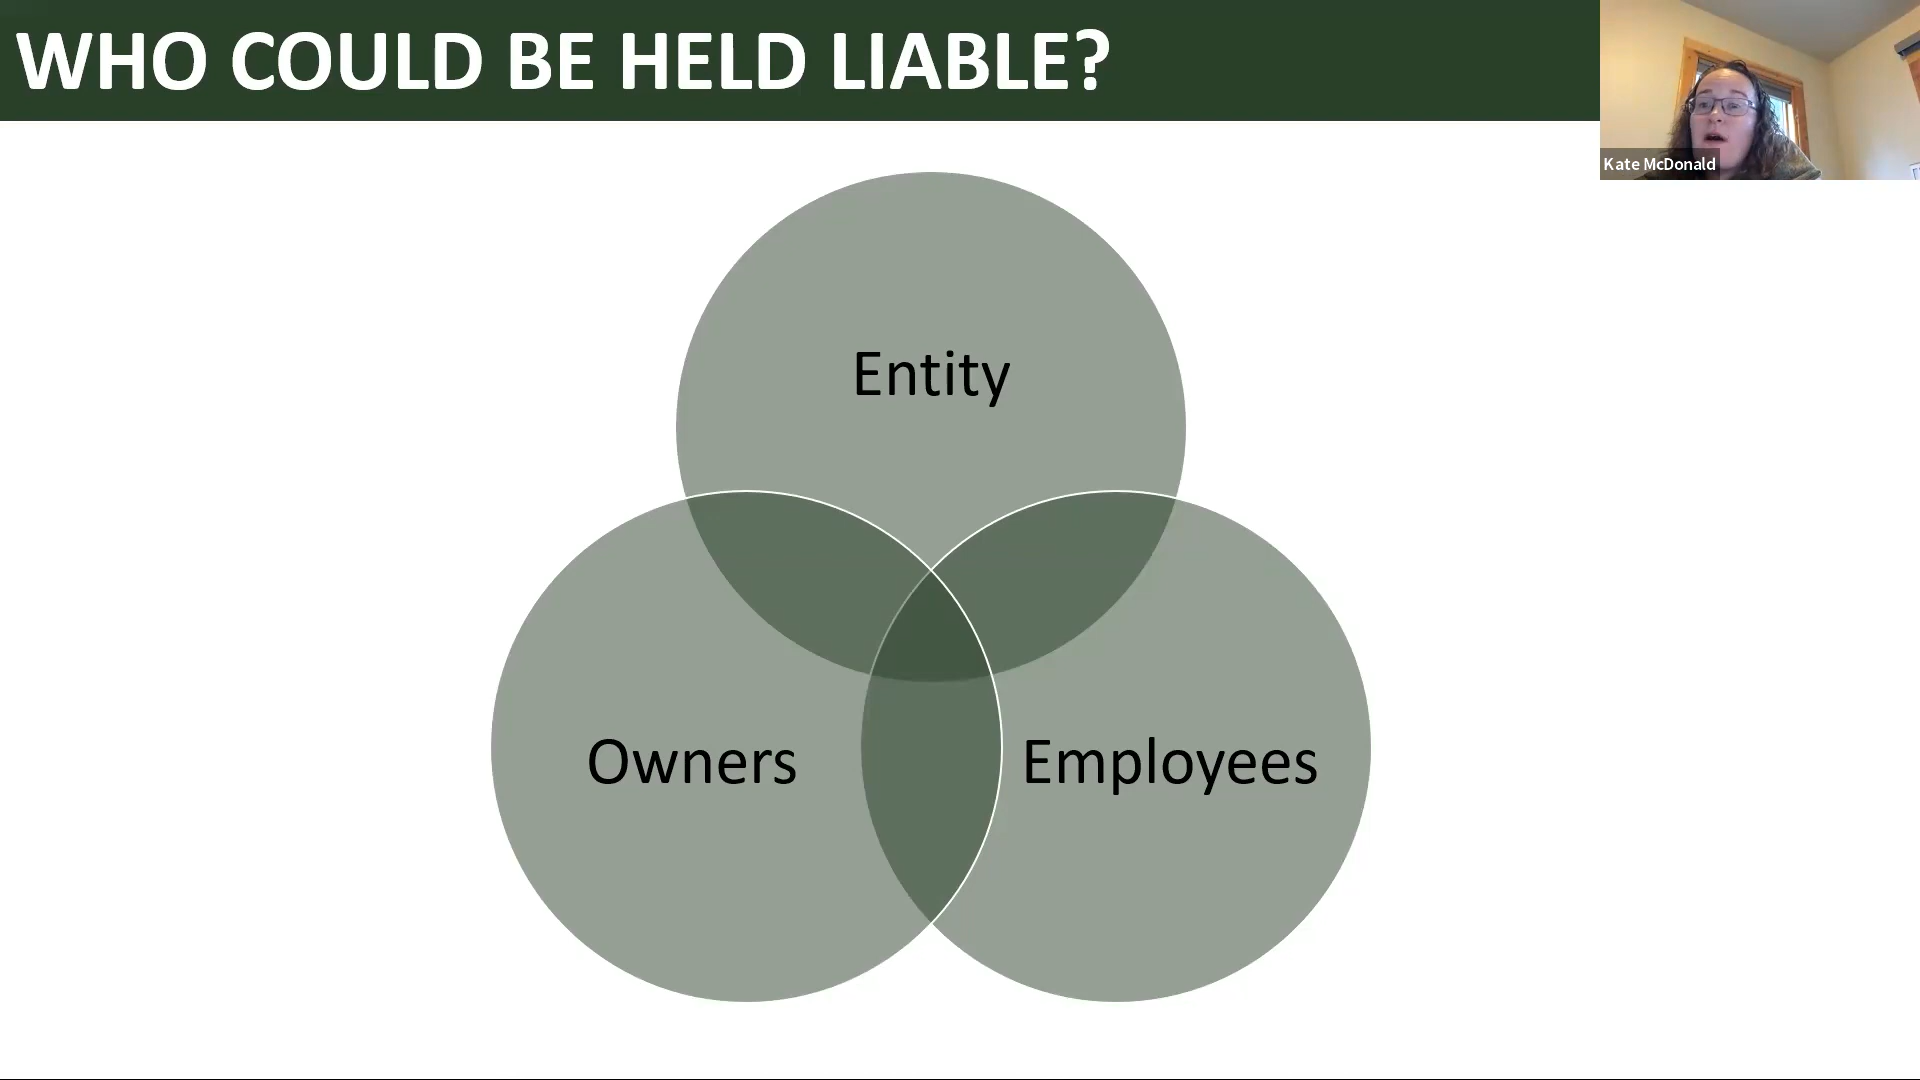 WHO COULD BE HELD LIABLE?
Kate McDonald
Entity
Owners
Employees